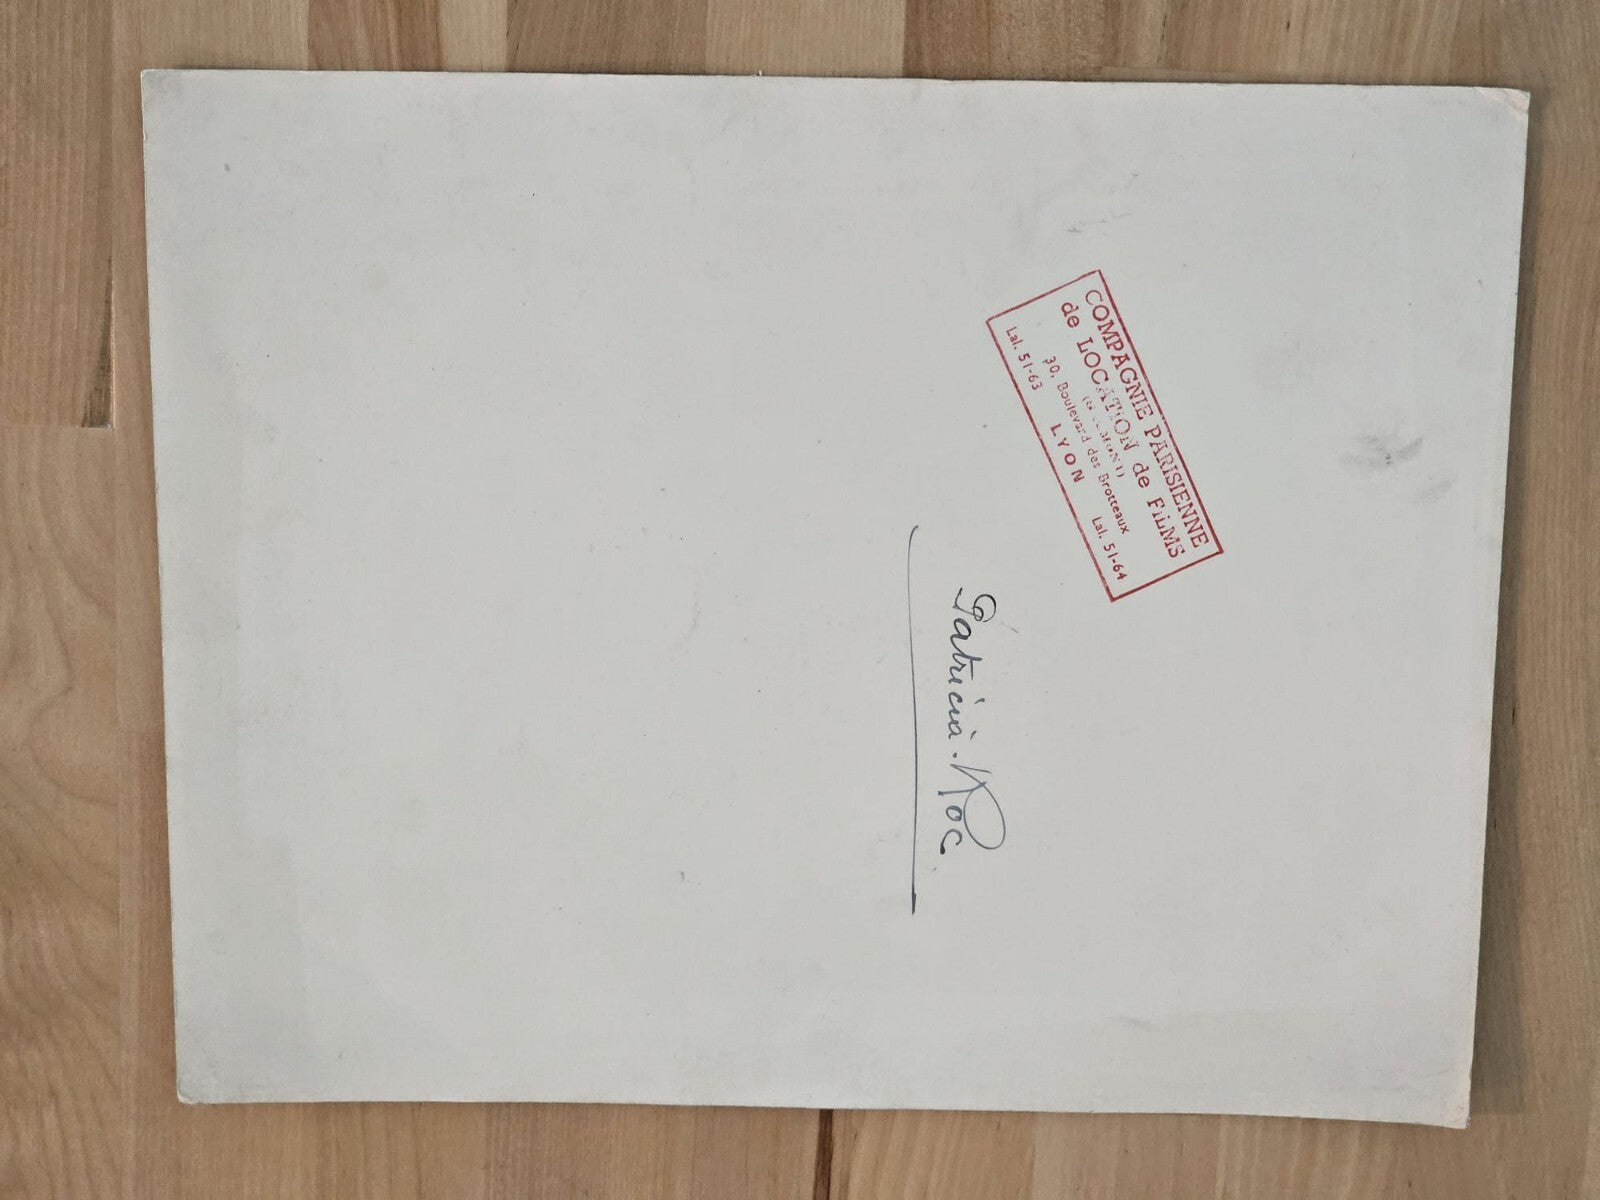 COMPAGNIE PARISIENNE
de LOCATION de FILMS
30, Boulevard des Brotteaux
LYON
Lal. 51-63 Lal. 51-64
Patricia Roc.